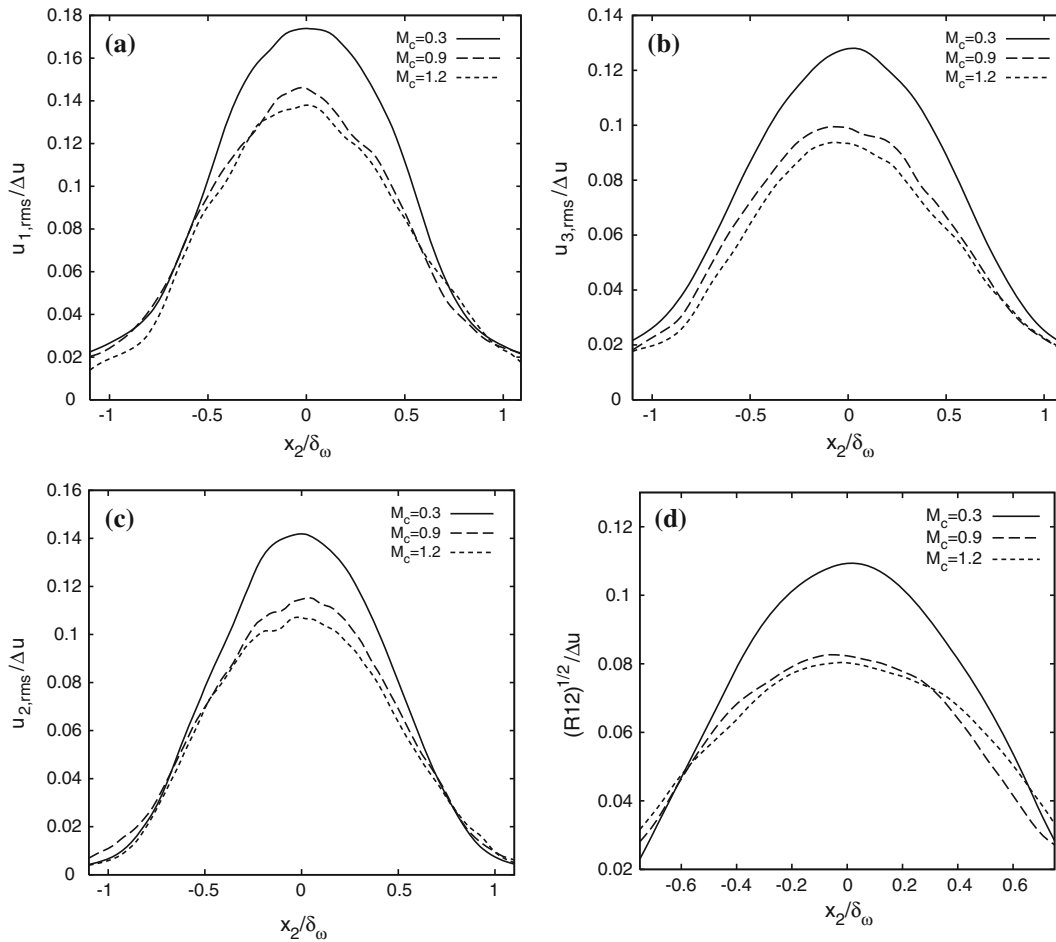 (a)
M_c=0.3
M_c=0.9
M_c=1.2
0.18
0.16
0.14
0.12
0.1
0.08
0.06
0.04
0.02
0
u_{1,rms}/Δu
-1
-0.5
0
0.5
1
x_2/δ_ω
(b)
M_c=0.3
M_c=0.9
M_c=1.2
0.14
0.12
0.1
0.08
0.06
0.04
0.02
0
u_{3,rms}/Δu
-1
-0.5
0
0.5
1
x_2/δ_ω
(c)
M_c=0.3
M_c=0.9
M_c=1.2
0.16
0.14
0.12
0.1
0.08
0.06
0.04
0.02
0
u_{2,rms}/Δu
-1
-0.5
0
0.5
1
x_2/δ_ω
(d)
M_c=0.3
M_c=0.9
M_c=1.2
0.12
0.1
0.08
0.06
0.04
0.02
(R12)^{1/2}/Δu
-0.6
-0.4
-0.2
0
0.2
0.4
0.6
x_2/δ_ω